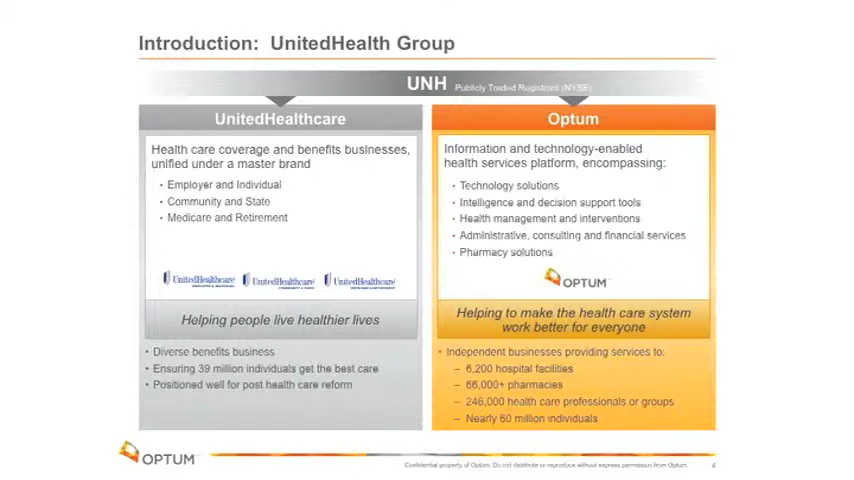 Introduction: UnitedHealth Group
UNH Publicly Traded Registrant (NYSE)
UnitedHealthcare
Health care coverage and benefits businesses,
unified under a master brand
• Employer and Individual
• Community and State
• Medicare and Retirement
UnitedHealthcare UnitedHealthcare UnitedHealthcare
Helping people live healthier lives
• Diverse benefits business
• Ensuring 39 million individuals get the best care
• Positioned well for post health care reform
Optum
Information and technology-enabled
health services platform, encompassing:
• Technology solutions
• Intelligence and decision support tools
• Health management and interventions
• Administrative, consulting and financial services
• Pharmacy solutions
OPTUM
Helping to make the health care system
work better for everyone
• Independent businesses providing services to:
– 6,200 hospital facilities
– 66,000+ pharmacies
– 246,000 health care professionals or groups
– Nearly 60 million individuals
OPTUM
Confidential property of Optum. Do not distribute or reproduce without express permission from Optum.
4